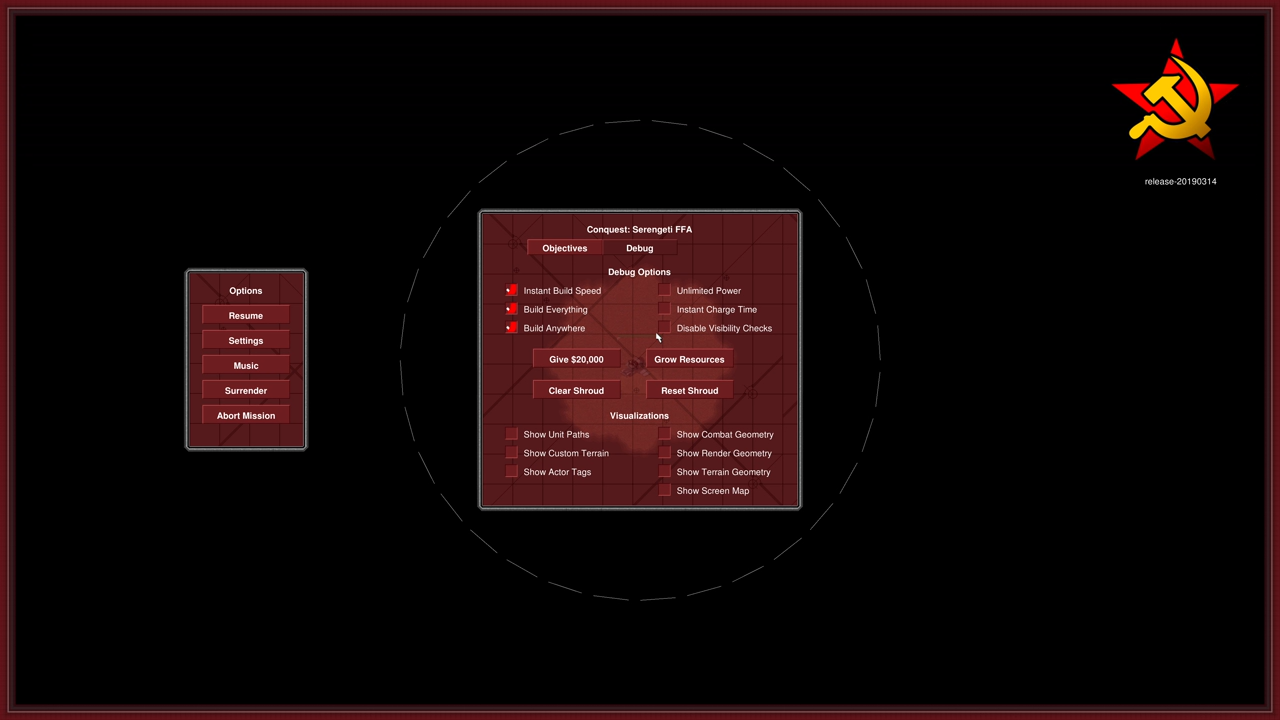 release-20190314
Conquest: Serengeti FFA
Objectives
Debug
Debug Options
Instant Build Speed
Unlimited Power
Build Everything
Instant Charge Time
Build Anywhere
Disable Visibility Checks
Give $20,000
Grow Resources
Clear Shroud
Reset Shroud
Visualizations
Show Unit Paths
Show Combat Geometry
Show Custom Terrain
Show Render Geometry
Show Actor Tags
Show Terrain Geometry
Show Screen Map
Options
Resume
Settings
Music
Surrender
Abort Mission